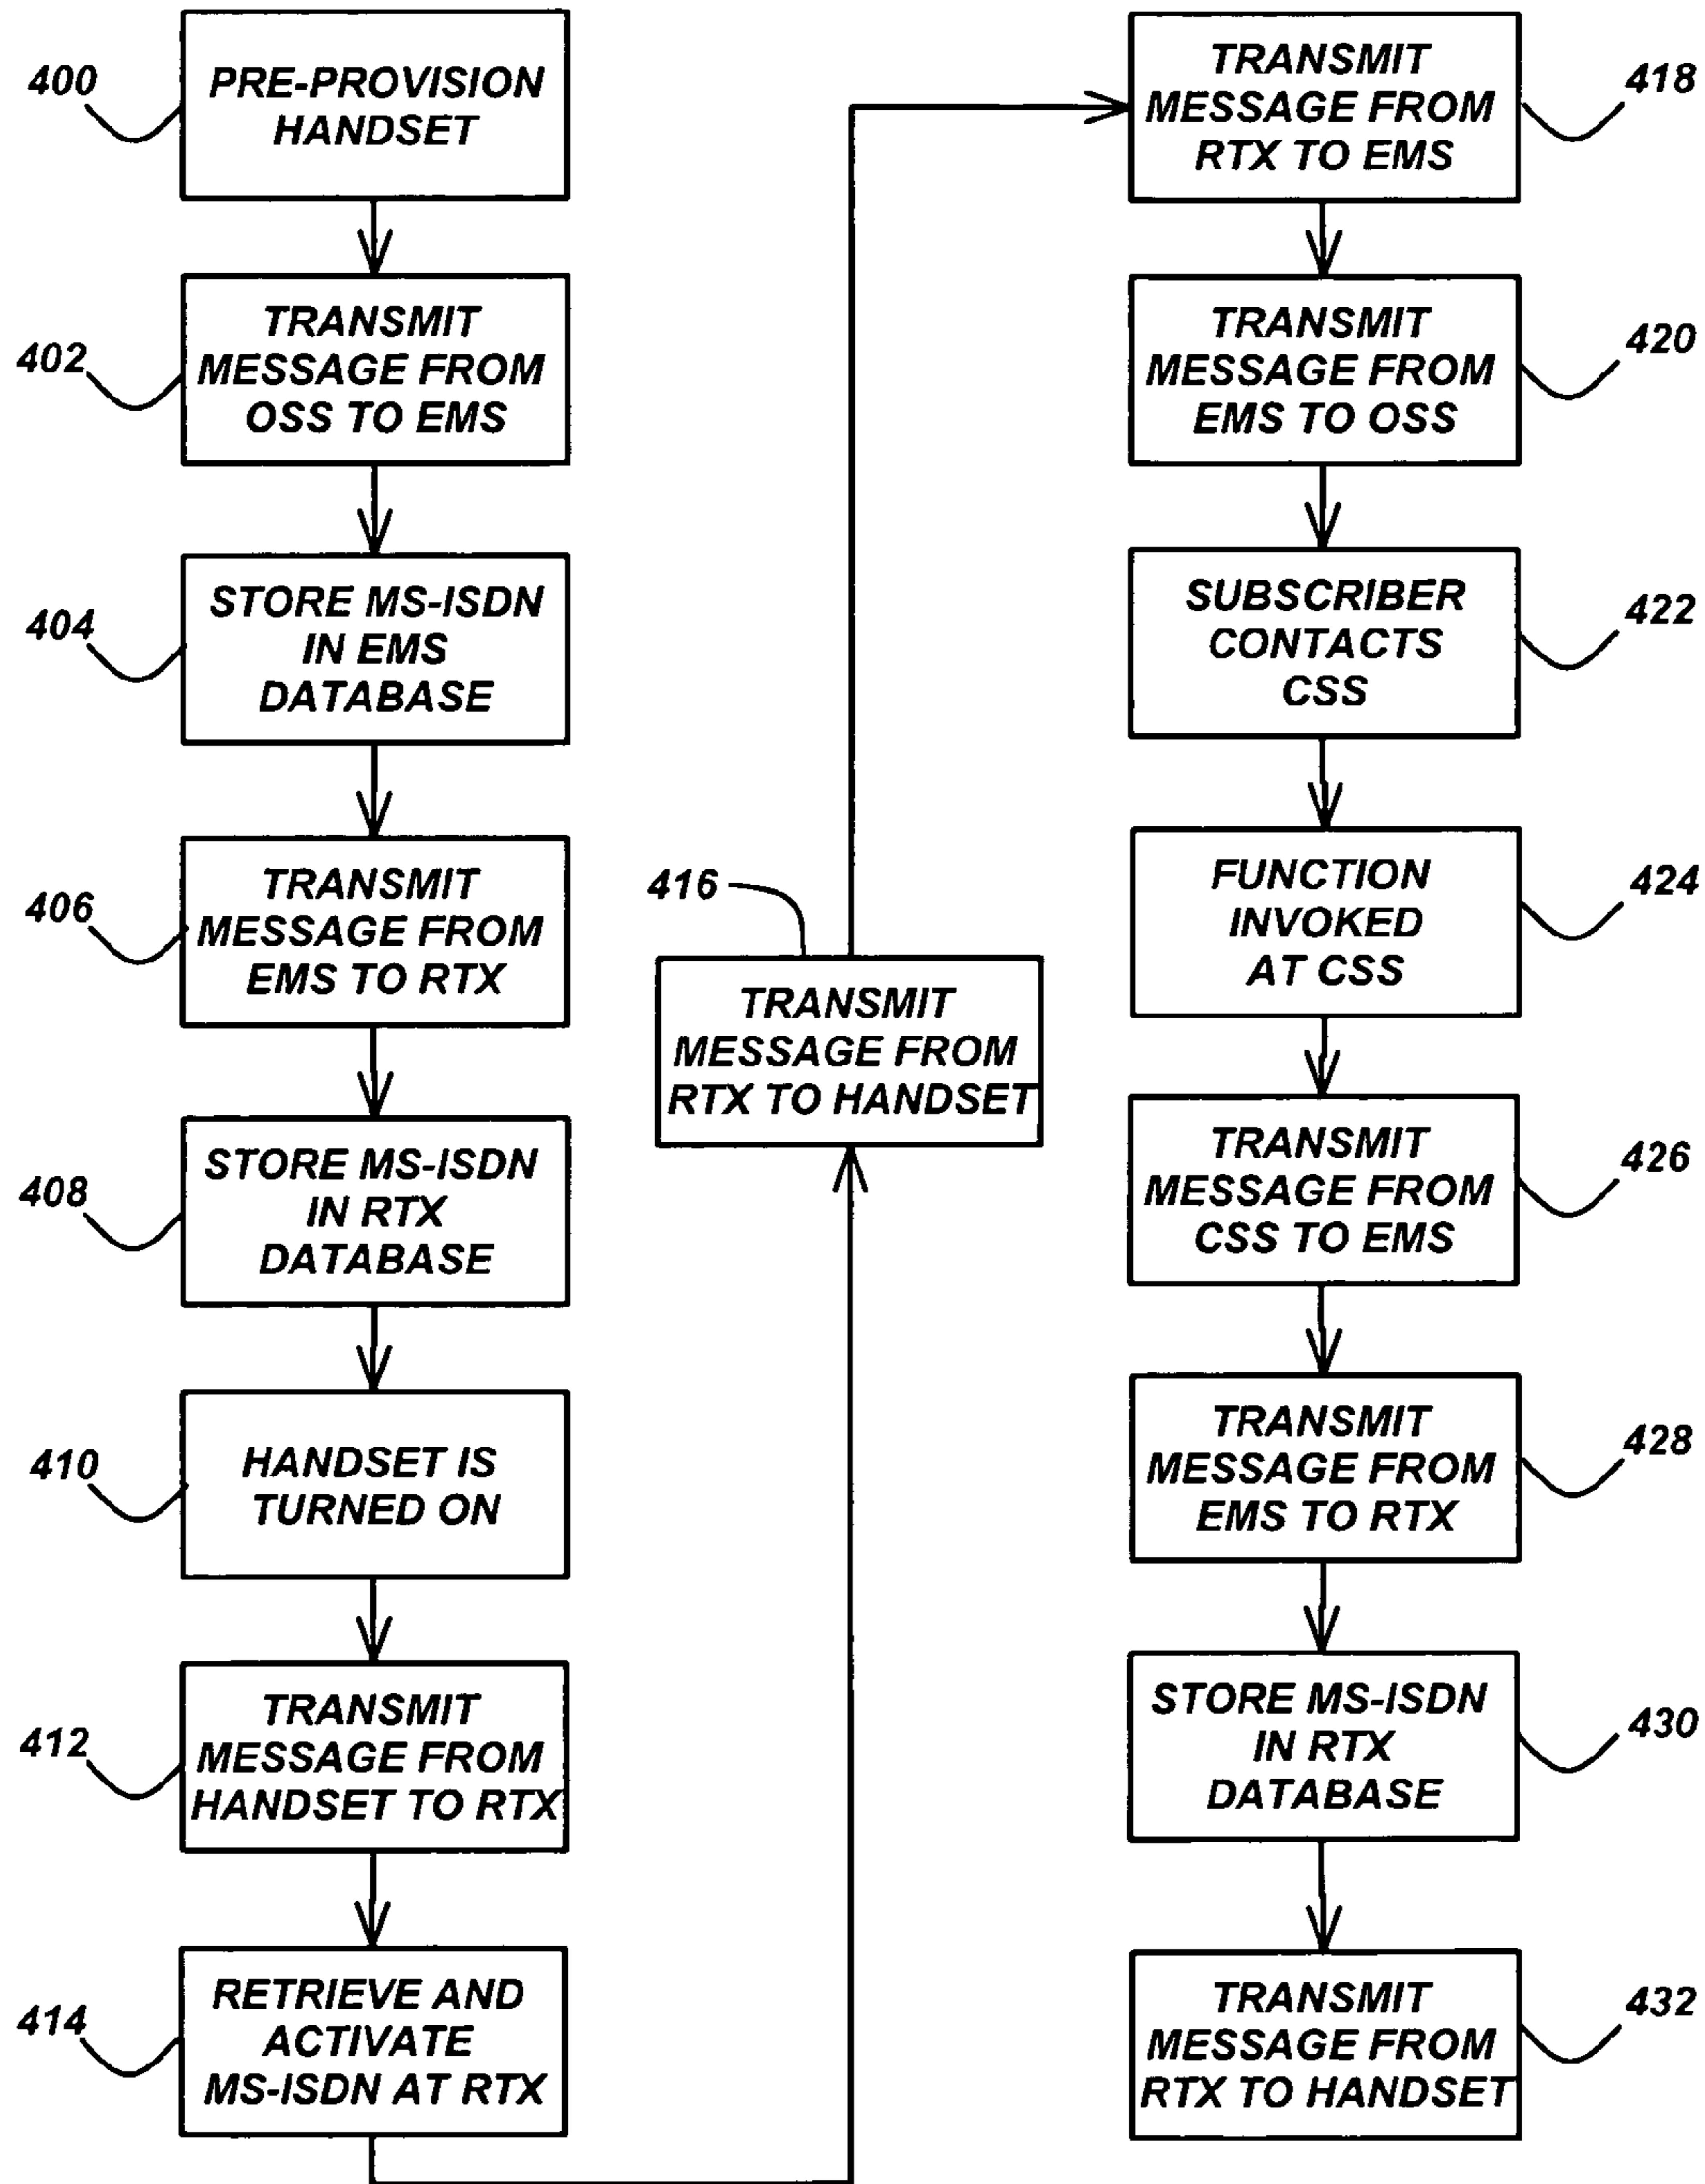 400
PRE-PROVISION
HANDSET
402
TRANSMIT
MESSAGE FROM
OSS TO EMS
404
STORE MS-ISDN
IN EMS
DATABASE
406
TRANSMIT
MESSAGE FROM
EMS TO RTX
408
STORE MS-ISDN
IN RTX
DATABASE
410
HANDSET IS
TURNED ON
412
TRANSMIT
MESSAGE FROM
HANDSET TO RTX
414
RETRIEVE AND
ACTIVATE
MS-ISDN AT RTX
416
TRANSMIT
MESSAGE FROM
RTX TO HANDSET
418
TRANSMIT
MESSAGE FROM
RTX TO EMS
420
TRANSMIT
MESSAGE FROM
EMS TO OSS
422
SUBSCRIBER
CONTACTS
CSS
424
FUNCTION
INVOKED
AT CSS
426
TRANSMIT
MESSAGE FROM
CSS TO EMS
428
TRANSMIT
MESSAGE FROM
EMS TO RTX
430
STORE MS-ISDN
IN RTX
DATABASE
432
TRANSMIT
MESSAGE FROM
RTX TO HANDSET